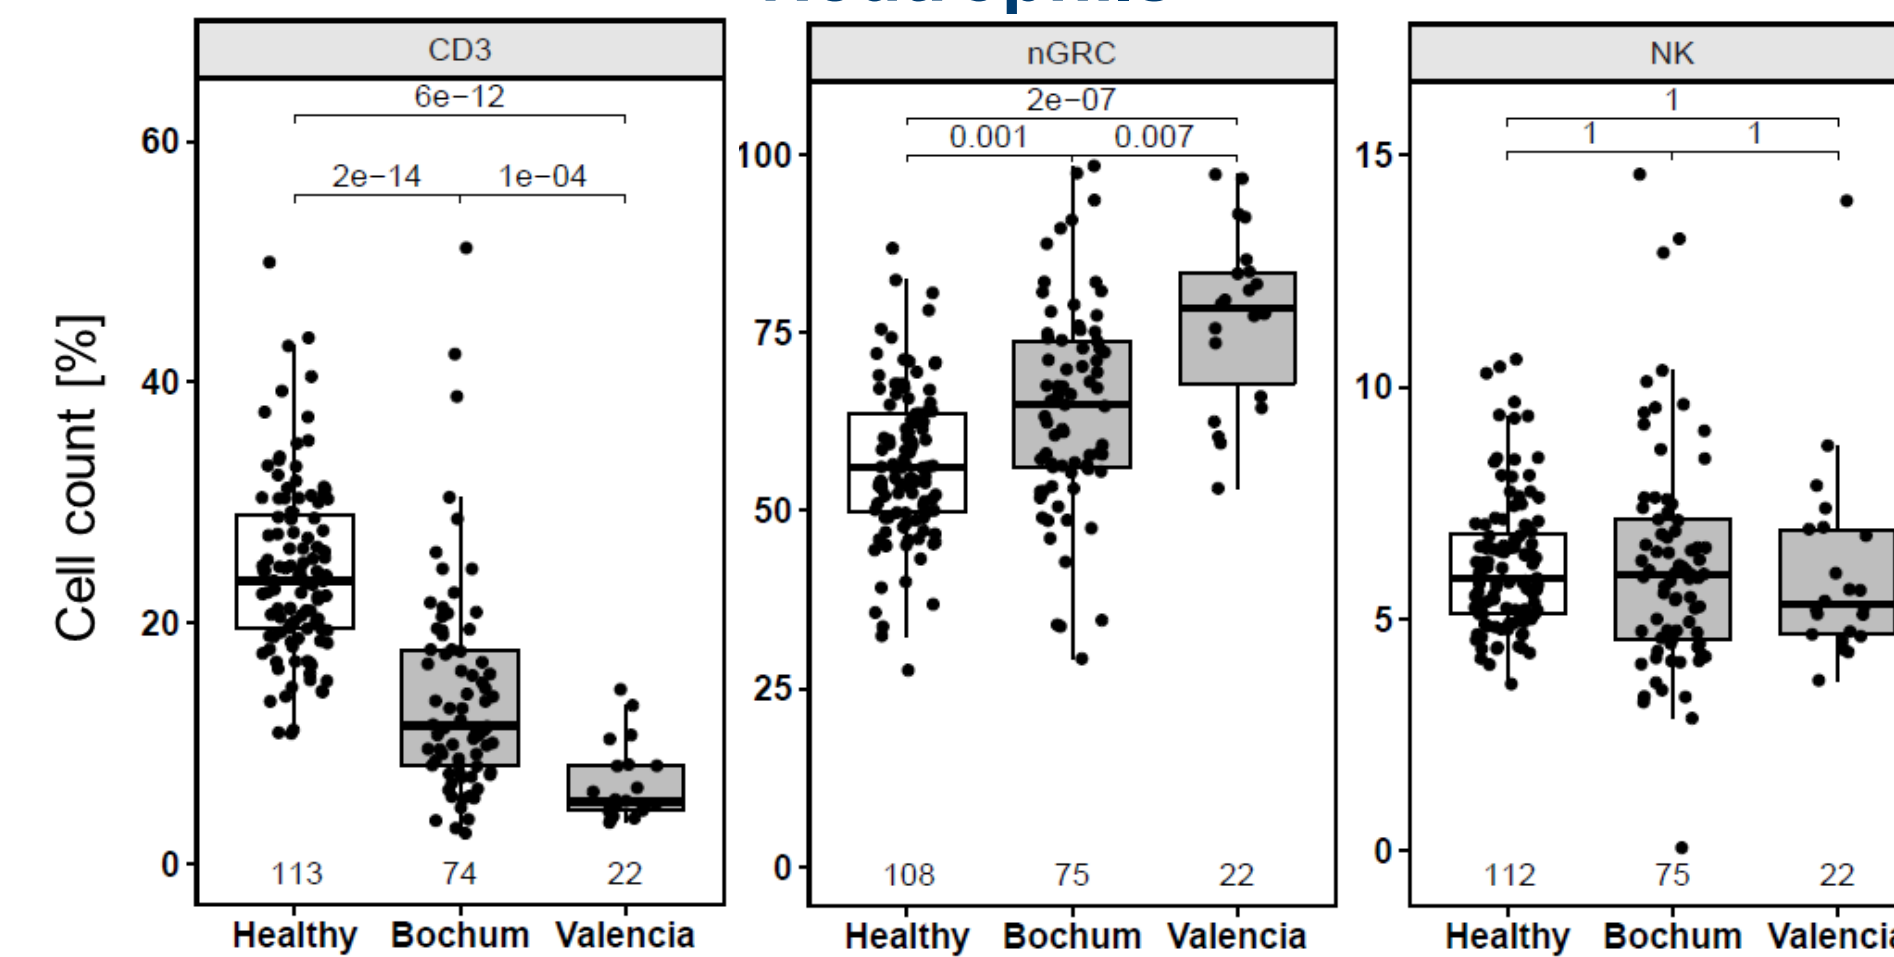 CD3
nGRC
NK
6e−12
2e−07
1
2e−14
1e−04
0.001
0.007
1
1
Cell count [%]
60
40
20
0
100
75
50
25
0
15
10
5
0
113
74
22
108
75
22
112
75
22
Healthy
Bochum
Valencia
Healthy
Bochum
Valencia
Healthy
Bochum